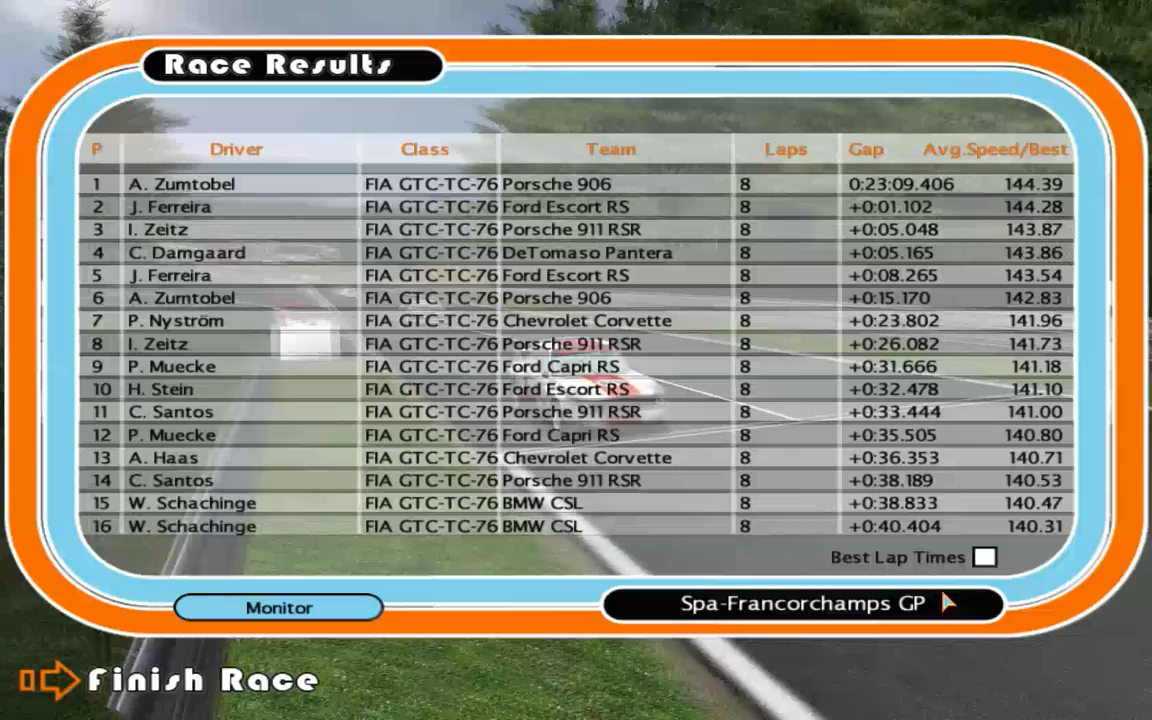 Race Results
P Driver Class Team Laps Gap Avg.Speed/Best
1 A. Zumtobel FIA GTC-TC-76 Porsche 906 8 0:23:09.406 144.39
2 J. Ferreira FIA GTC-TC-76 Ford Escort RS 8 +0:01.102 144.28
3 I. Zeitz FIA GTC-TC-76 Porsche 911 RSR 8 +0:05.048 143.87
4 C. Damgaard FIA GTC-TC-76 DeTomaso Pantera 8 +0:05.165 143.86
5 J. Ferreira FIA GTC-TC-76 Ford Escort RS 8 +0:08.265 143.54
6 A. Zumtobel FIA GTC-TC-76 Porsche 906 8 +0:15.170 142.83
7 P. Nyström FIA GTC-TC-76 Chevrolet Corvette 8 +0:23.802 141.96
8 I. Zeitz FIA GTC-TC-76 Porsche 911 RSR 8 +0:26.082 141.73
9 P. Muecke FIA GTC-TC-76 Ford Capri RS 8 +0:31.666 141.18
10 H. Stein FIA GTC-TC-76 Ford Escort RS 8 +0:32.478 141.10
11 C. Santos FIA GTC-TC-76 Porsche 911 RSR 8 +0:33.444 141.00
12 P. Muecke FIA GTC-TC-76 Ford Capri RS 8 +0:35.505 140.80
13 A. Haas FIA GTC-TC-76 Chevrolet Corvette 8 +0:36.353 140.71
14 C. Santos FIA GTC-TC-76 Porsche 911 RSR 8 +0:38.189 140.53
15 W. Schachinge FIA GTC-TC-76 BMW CSL 8 +0:38.833 140.47
16 W. Schachinge FIA GTC-TC-76 BMW CSL 8 +0:40.404 140.31
Best Lap Times
Monitor
Spa-Francorchamps GP
Finish Race